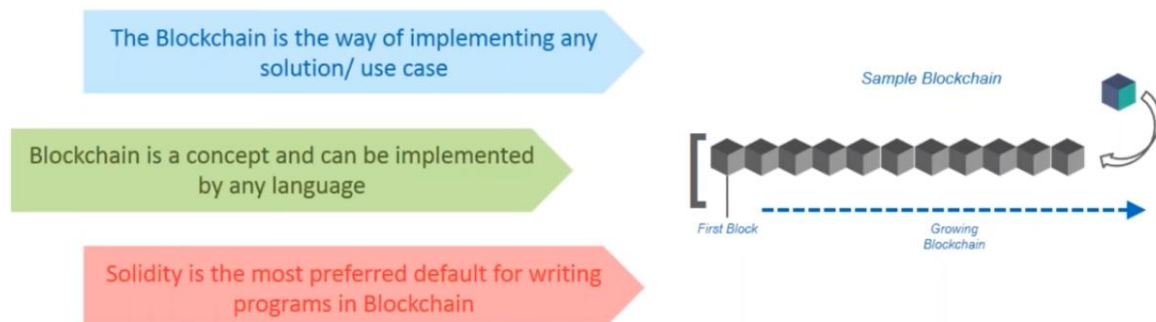 The Blockchain is the way of implementing any
solution/ use case
Blockchain is a concept and can be implemented
by any language
Solidity is the most preferred default for writing
programs in Blockchain
Sample Blockchain
First Block
Growing
Blockchain